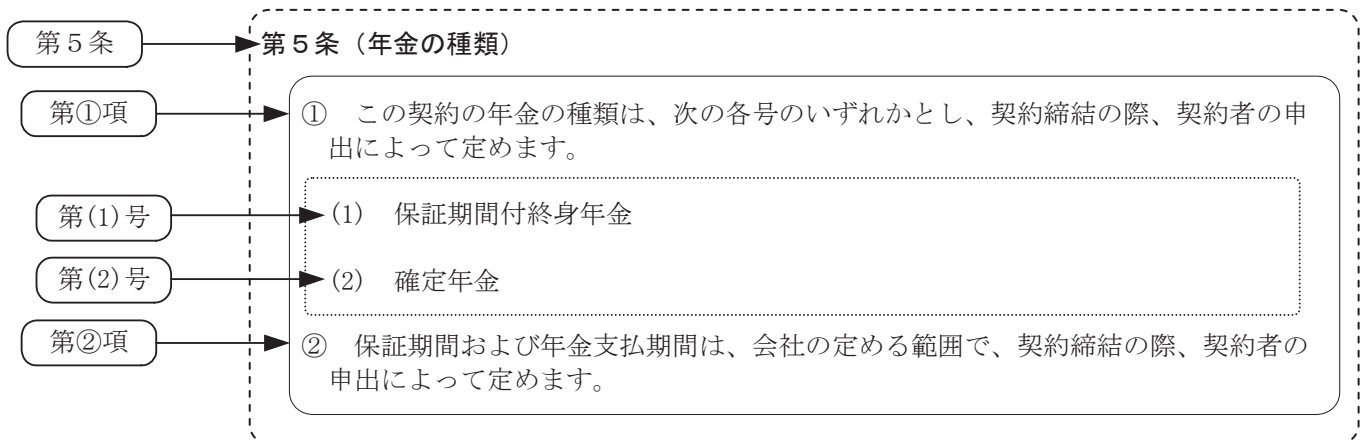 第５条
第５条（年金の種類）
第①項
①　この契約の年金の種類は、次の各号のいずれかとし、契約締結の際、契約者の申
出によって定めます。
第(1)号
(1)　保証期間付終身年金
第(2)号
(2)　確定年金
第②項
②　保証期間および年金支払期間は、会社の定める範囲で、契約締結の際、契約者の
申出によって定めます。